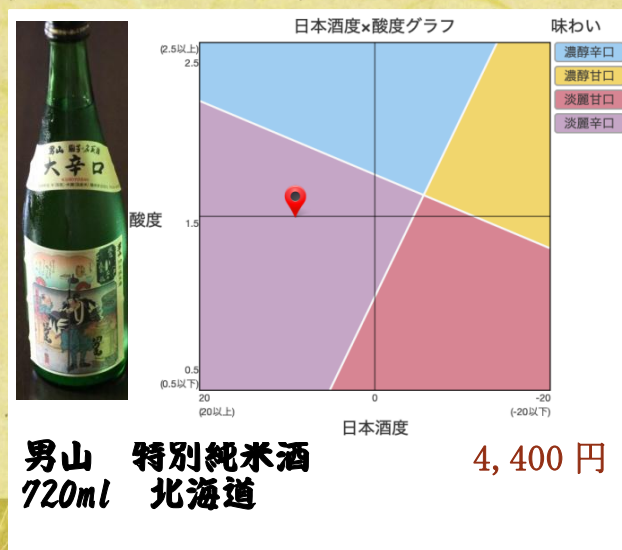 日本酒度×酸度グラフ
味わい
濃醇辛口
濃醇甘口
淡麗甘口
淡麗辛口
(2.5以上)
2.5
酸度
1.5
0.5
(0.5以下)
20
0
-20
(20以上)
(-20以下)
日本酒度
男山
大辛口
男山 特別純米酒
4,400 円
720ml 北海道